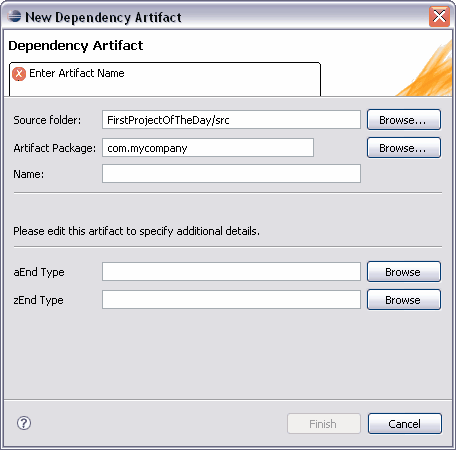 New Dependency Artifact
Dependency Artifact
Enter Artifact Name
Source folder: FirstProjectOfTheDay/src Browse...
Artifact Package: com.mycompany Browse...
Name:
Please edit this artifact to specify additional details.
aEnd Type Browse
zEnd Type Browse
? Finish Cancel